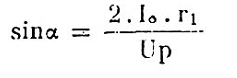 sinα = 2.I₀.r₁ / Up